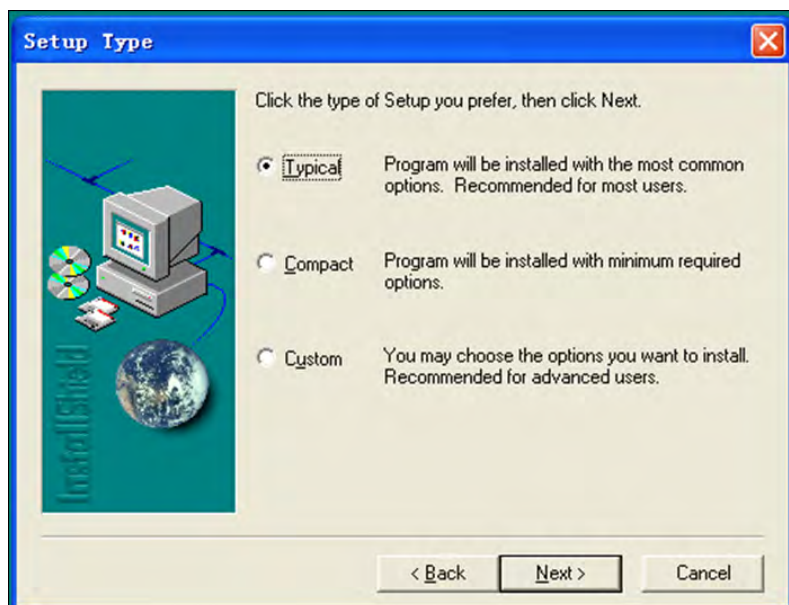 Setup Type
Click the type of Setup you prefer, then click Next.
Typical
Program will be installed with the most common
options. Recommended for most users.
Compact
Program will be installed with minimum required
options.
Custom
You may choose the options you want to install.
Recommended for advanced users.
InstallShield
< Back
Next >
Cancel